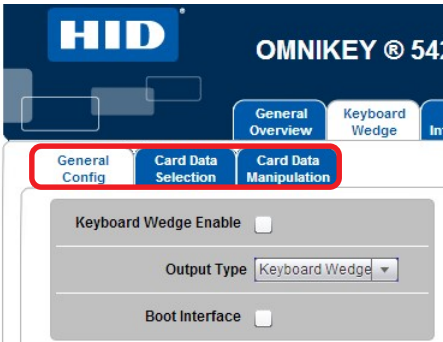 HID
OMNIKEY ® 542
General Overview
Keyboard Wedge
In
General Config
Card Data Selection
Card Data Manipulation
Keyboard Wedge Enable
Output Type Keyboard Wedge
Boot Interface